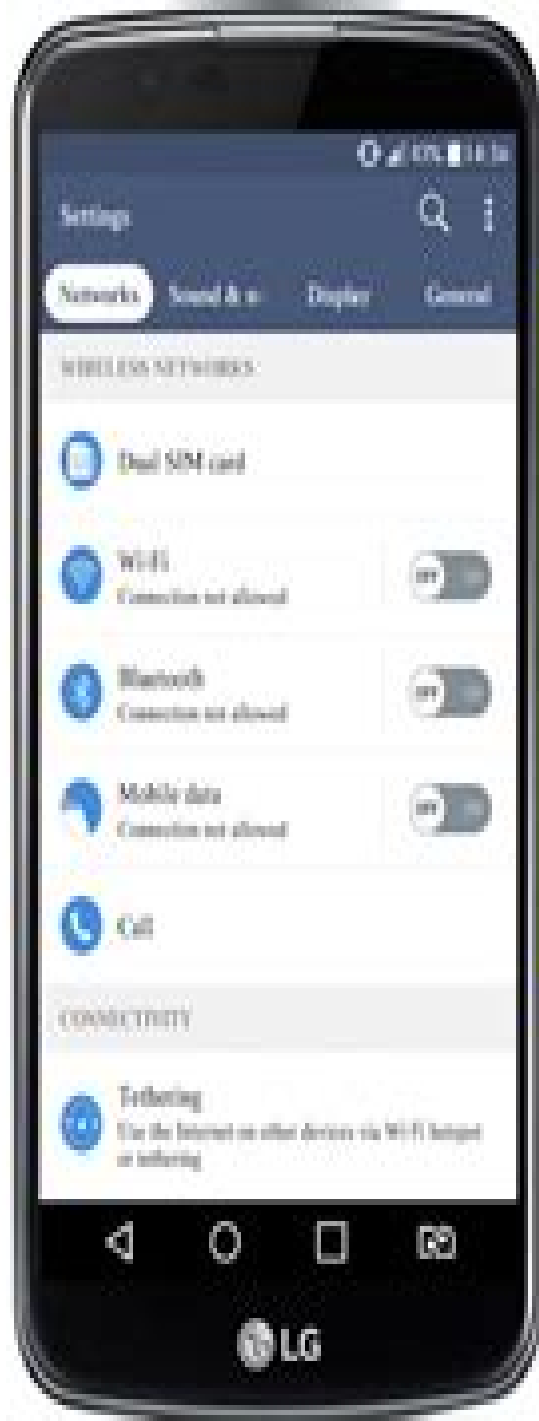 Settings
Networks Sound & n Display General
WIRELESS NETWORKS
Dual SIM card
Wi-Fi
Connection not allowed
OFF
Bluetooth
Connection not allowed
OFF
Mobile data
Connection not allowed
OFF
Call
CONNECTIVITY
Tethering
Use the Internet on other devices via Wi-Fi hotspot
or tethering
LG